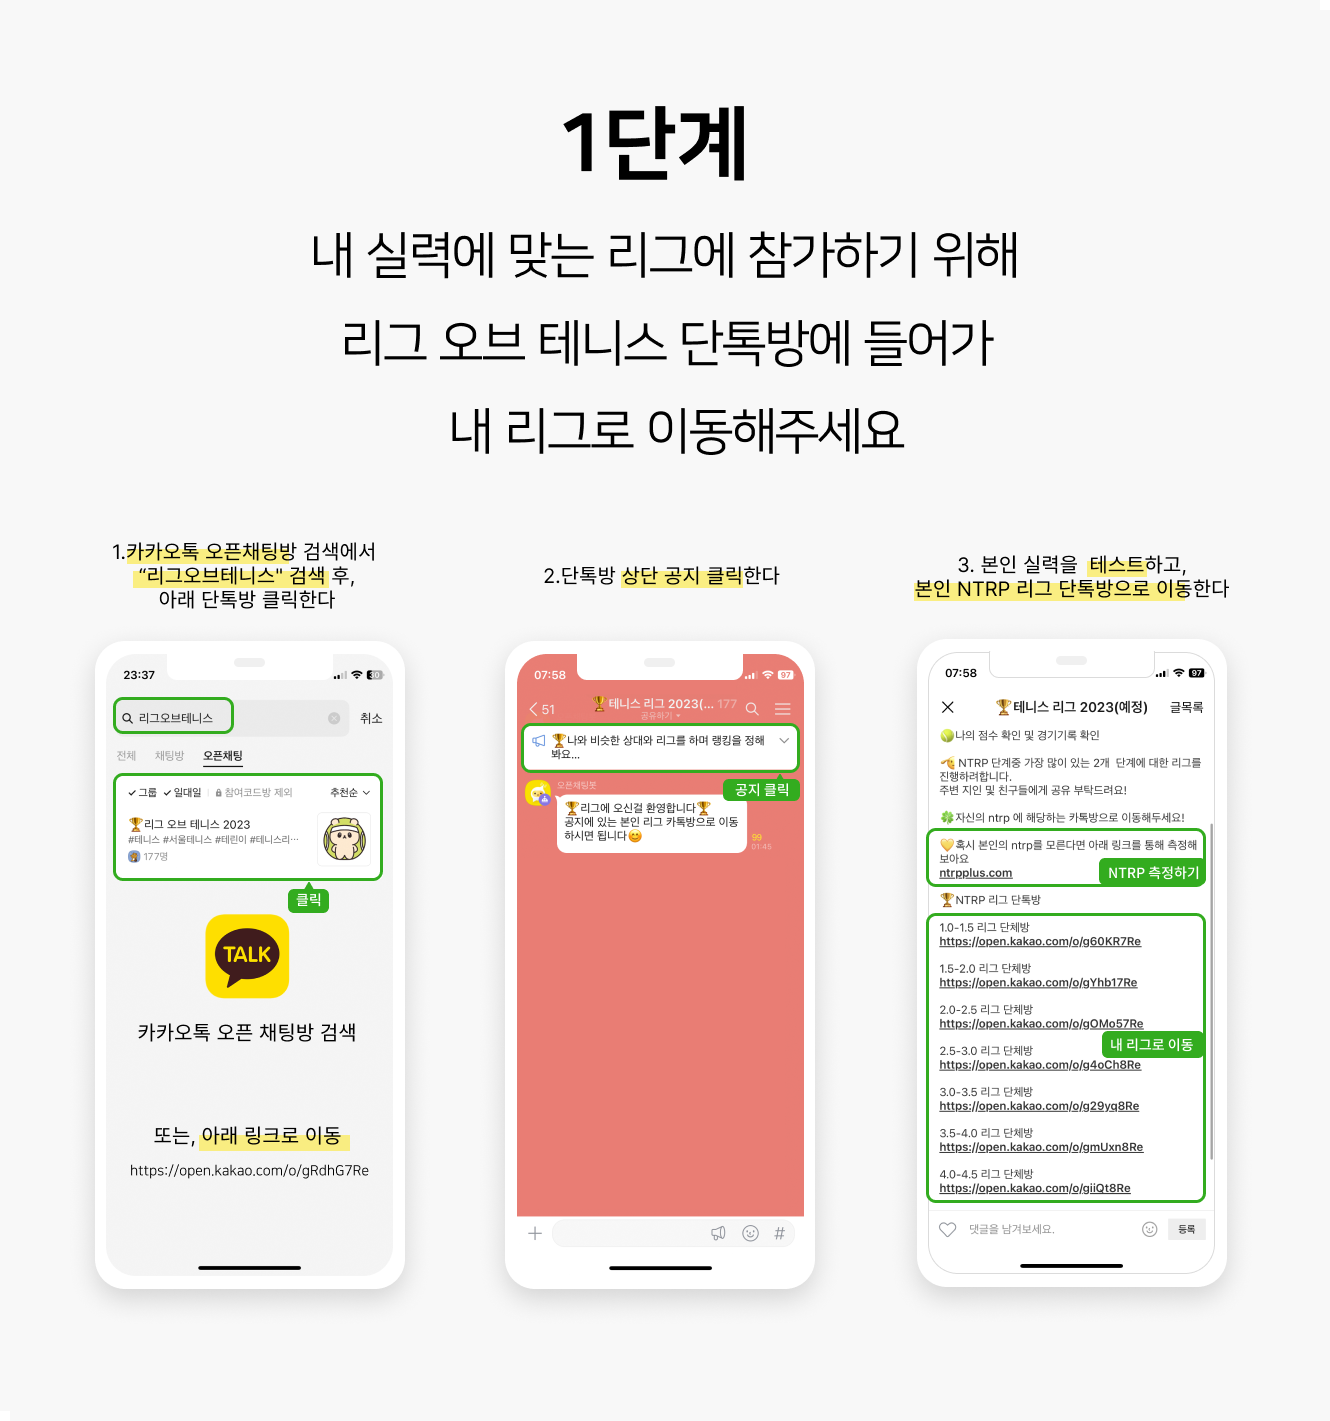 1단계
내 실력에 맞는 리그에 참가하기 위해
리그 오브 테니스 단톡방에 들어가
내 리그로 이동해주세요
1.카카오톡 오픈채팅방 검색에서
“리그오브테니스" 검색 후,
아래 단톡방 클릭한다
23:37
30
리그오브테니스
취소
전체 채팅방 오픈채팅
그룹 일대일 참여코드방 제외 추천순
🏆리그 오브 테니스 2023
#테니스 #서울테니스 #테린이 #테니스리···
177명
클릭
TALK
카카오톡 오픈 채팅방 검색
또는, 아래 링크로 이동
https://open.kakao.com/o/gRdhG7Re
2.단톡방 상단 공지 클릭한다
07:58
97
51
🏆테니스 리그 2023(... 177
공유하기
🏆나와 비슷한 상대와 리그를 하며 랭킹을 정해
봐요...
공지 클릭
오픈채팅봇
🏆리그에 오신걸 환영합니다🏆
공지에 있는 본인 리그 카톡방으로 이동
하시면 됩니다😊
99
01:45
#
3. 본인 실력을 테스트하고,
본인 NTRP 리그 단톡방으로 이동한다
07:58
97
🏆테니스 리그 2023(예정)
글목록
🎾나의 점수 확인 및 경기기록 확인
NTRP 단계중 가장 많이 있는 2개 단계에 대한 리그를
진행하려합니다.
주변 지인 및 친구들에게 공유 부탁드려요!
🍀자신의 ntrp 에 해당하는 카톡방으로 이동해두세요!
💛혹시 본인의 ntrp를 모른다면 아래 링크를 통해 측정해
보아요
ntrpplus.com
NTRP 측정하기
🏆NTRP 리그 단톡방
1.0-1.5 리그 단체방
https://open.kakao.com/o/g60KR7Re
1.5-2.0 리그 단체방
https://open.kakao.com/o/gYhb17Re
2.0-2.5 리그 단체방
https://open.kakao.com/o/gOMo57Re
내 리그로 이동
2.5-3.0 리그 단체방
https://open.kakao.com/o/g4oCh8Re
3.0-3.5 리그 단체방
https://open.kakao.com/o/g29yq8Re
3.5-4.0 리그 단체방
https://open.kakao.com/o/gmUxn8Re
4.0-4.5 리그 단체방
https://open.kakao.com/o/giiQt8Re
댓글을 남겨보세요.
등록